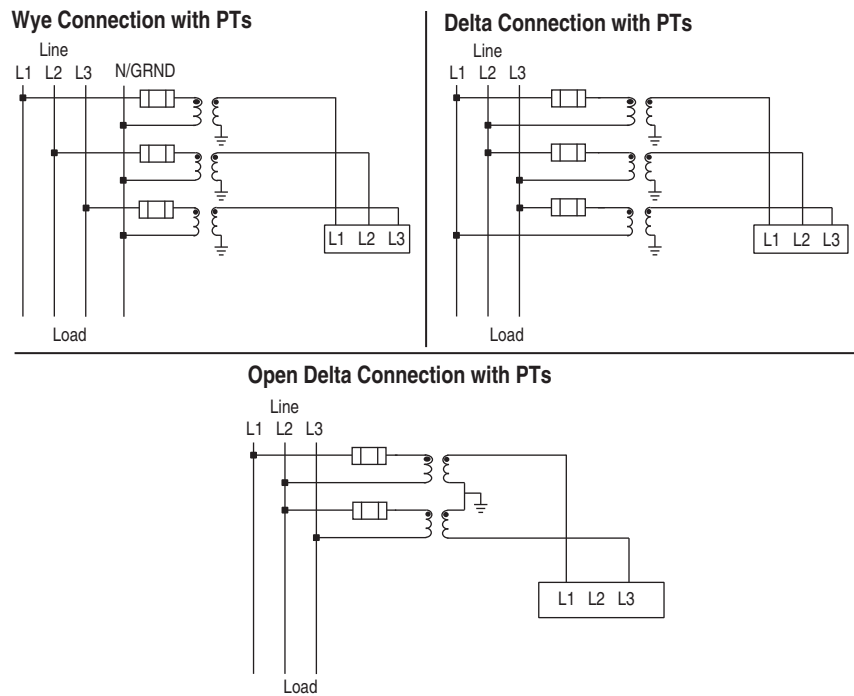 Wye Connection with PTs
Line
L1 L2 L3 N/GRND
L1 L2 L3
Load
Delta Connection with PTs
Line
L1 L2 L3
L1 L2 L3
Load
Open Delta Connection with PTs
Line
L1 L2 L3
L1 L2 L3
Load